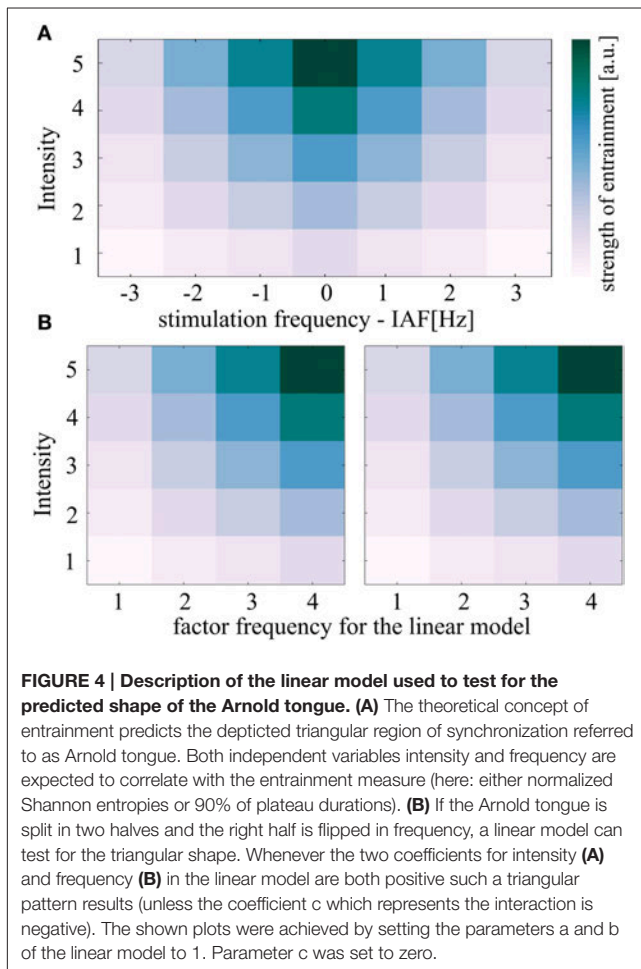 A
5
4
3
2
1
Intensity
-3 -2 -1 0 1 2 3
stimulation frequency - IAF[Hz]
strength of entrainment [a.u.]
B
5
4
3
2
1
Intensity
1 2 3 4 1 2 3 4
factor frequency for the linear model
FIGURE 4 | Description of the linear model used to test for the
predicted shape of the Arnold tongue. (A) The theoretical concept of
entrainment predicts the depticted triangular region of synchronization referred
to as Arnold tongue. Both independent variables intensity and frequency are
expected to correlate with the entrainment measure (here: either normalized
Shannon entropies or 90% of plateau durations). (B) If the Arnold tongue is
split in two halves and the right half is flipped in frequency, a linear model can
test for the triangular shape. Whenever the two coefficients for intensity (A)
and frequency (B) in the linear model are both positive such a triangular
pattern results (unless the coefficient c which represents the interaction is
negative). The shown plots were achieved by setting the parameters a and b
of the linear model to 1. Parameter c was set to zero.